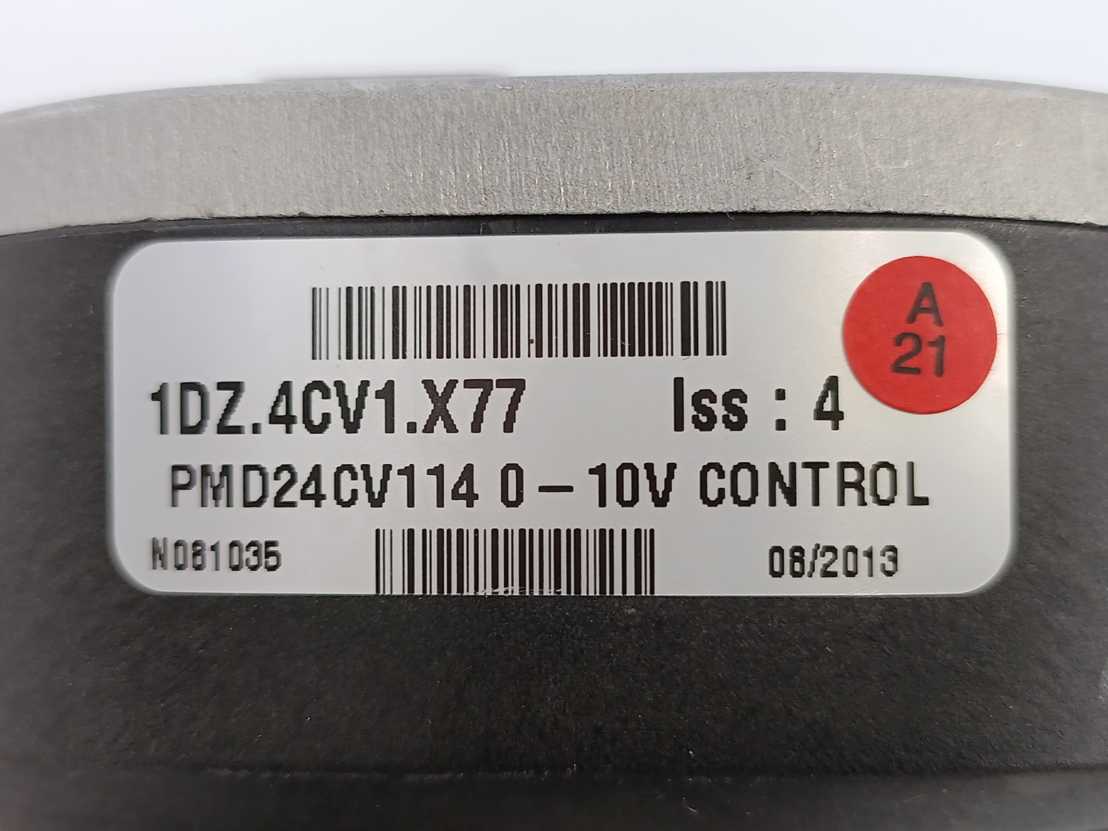 A
21
1DZ.4CV1.X77 Iss : 4
PMD24CV114 0 – 10V CONTROL
N081035 08/2013